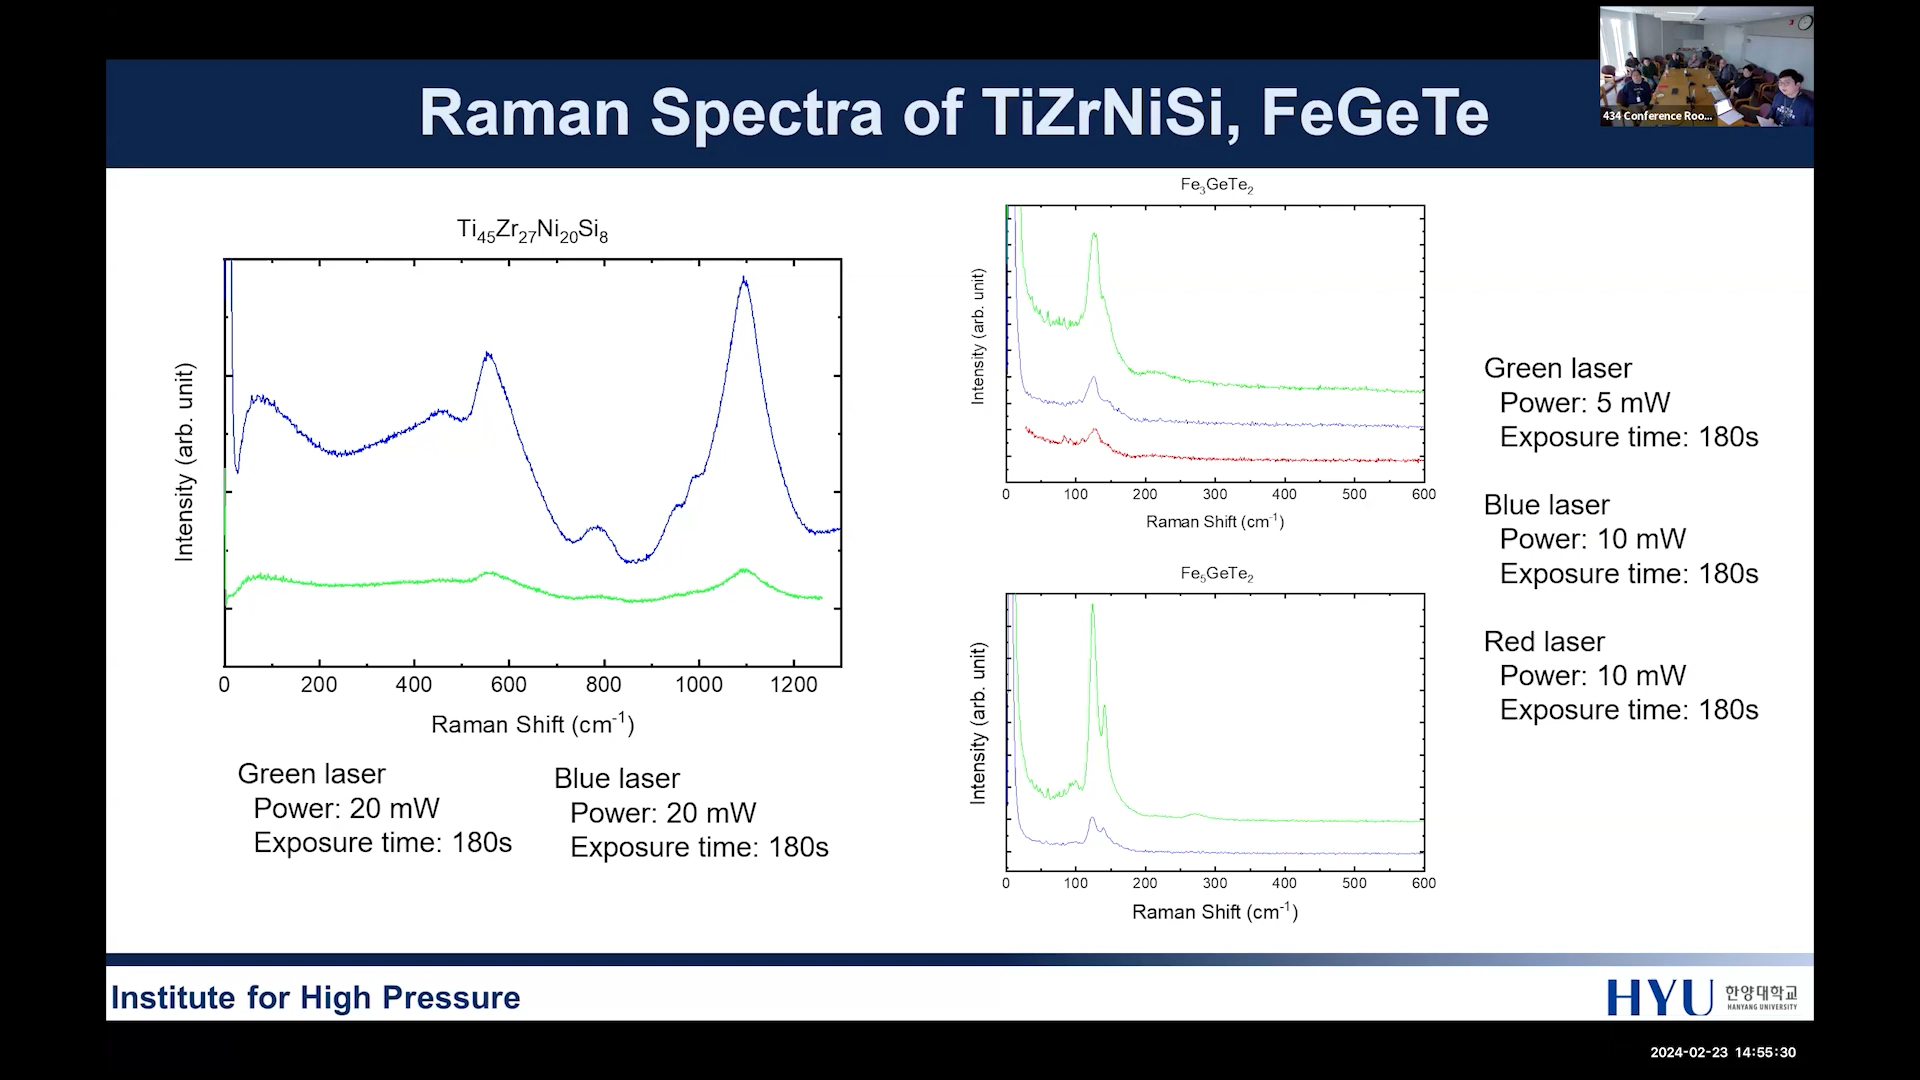 Raman Spectra of TiZrNiSi, FeGeTe
434 Conference Roo...
Ti45Zr27Ni20Si8
Intensity (arb. unit)
0 200 400 600 800 1000 1200
Raman Shift (cm-1)
Green laser
Power: 20 mW
Exposure time: 180s
Blue laser
Power: 20 mW
Exposure time: 180s
Fe3GeTe2
Intensity (arb. unit)
0 100 200 300 400 500 600
Raman Shift (cm-1)
Fe5GeTe2
Intensity (arb. unit)
0 100 200 300 400 500 600
Raman Shift (cm-1)
Green laser
Power: 5 mW
Exposure time: 180s
Blue laser
Power: 10 mW
Exposure time: 180s
Red laser
Power: 10 mW
Exposure time: 180s
Institute for High Pressure
HYU 한양대학교
HANYANG UNIVERSITY
2024-02-23 14:55:30